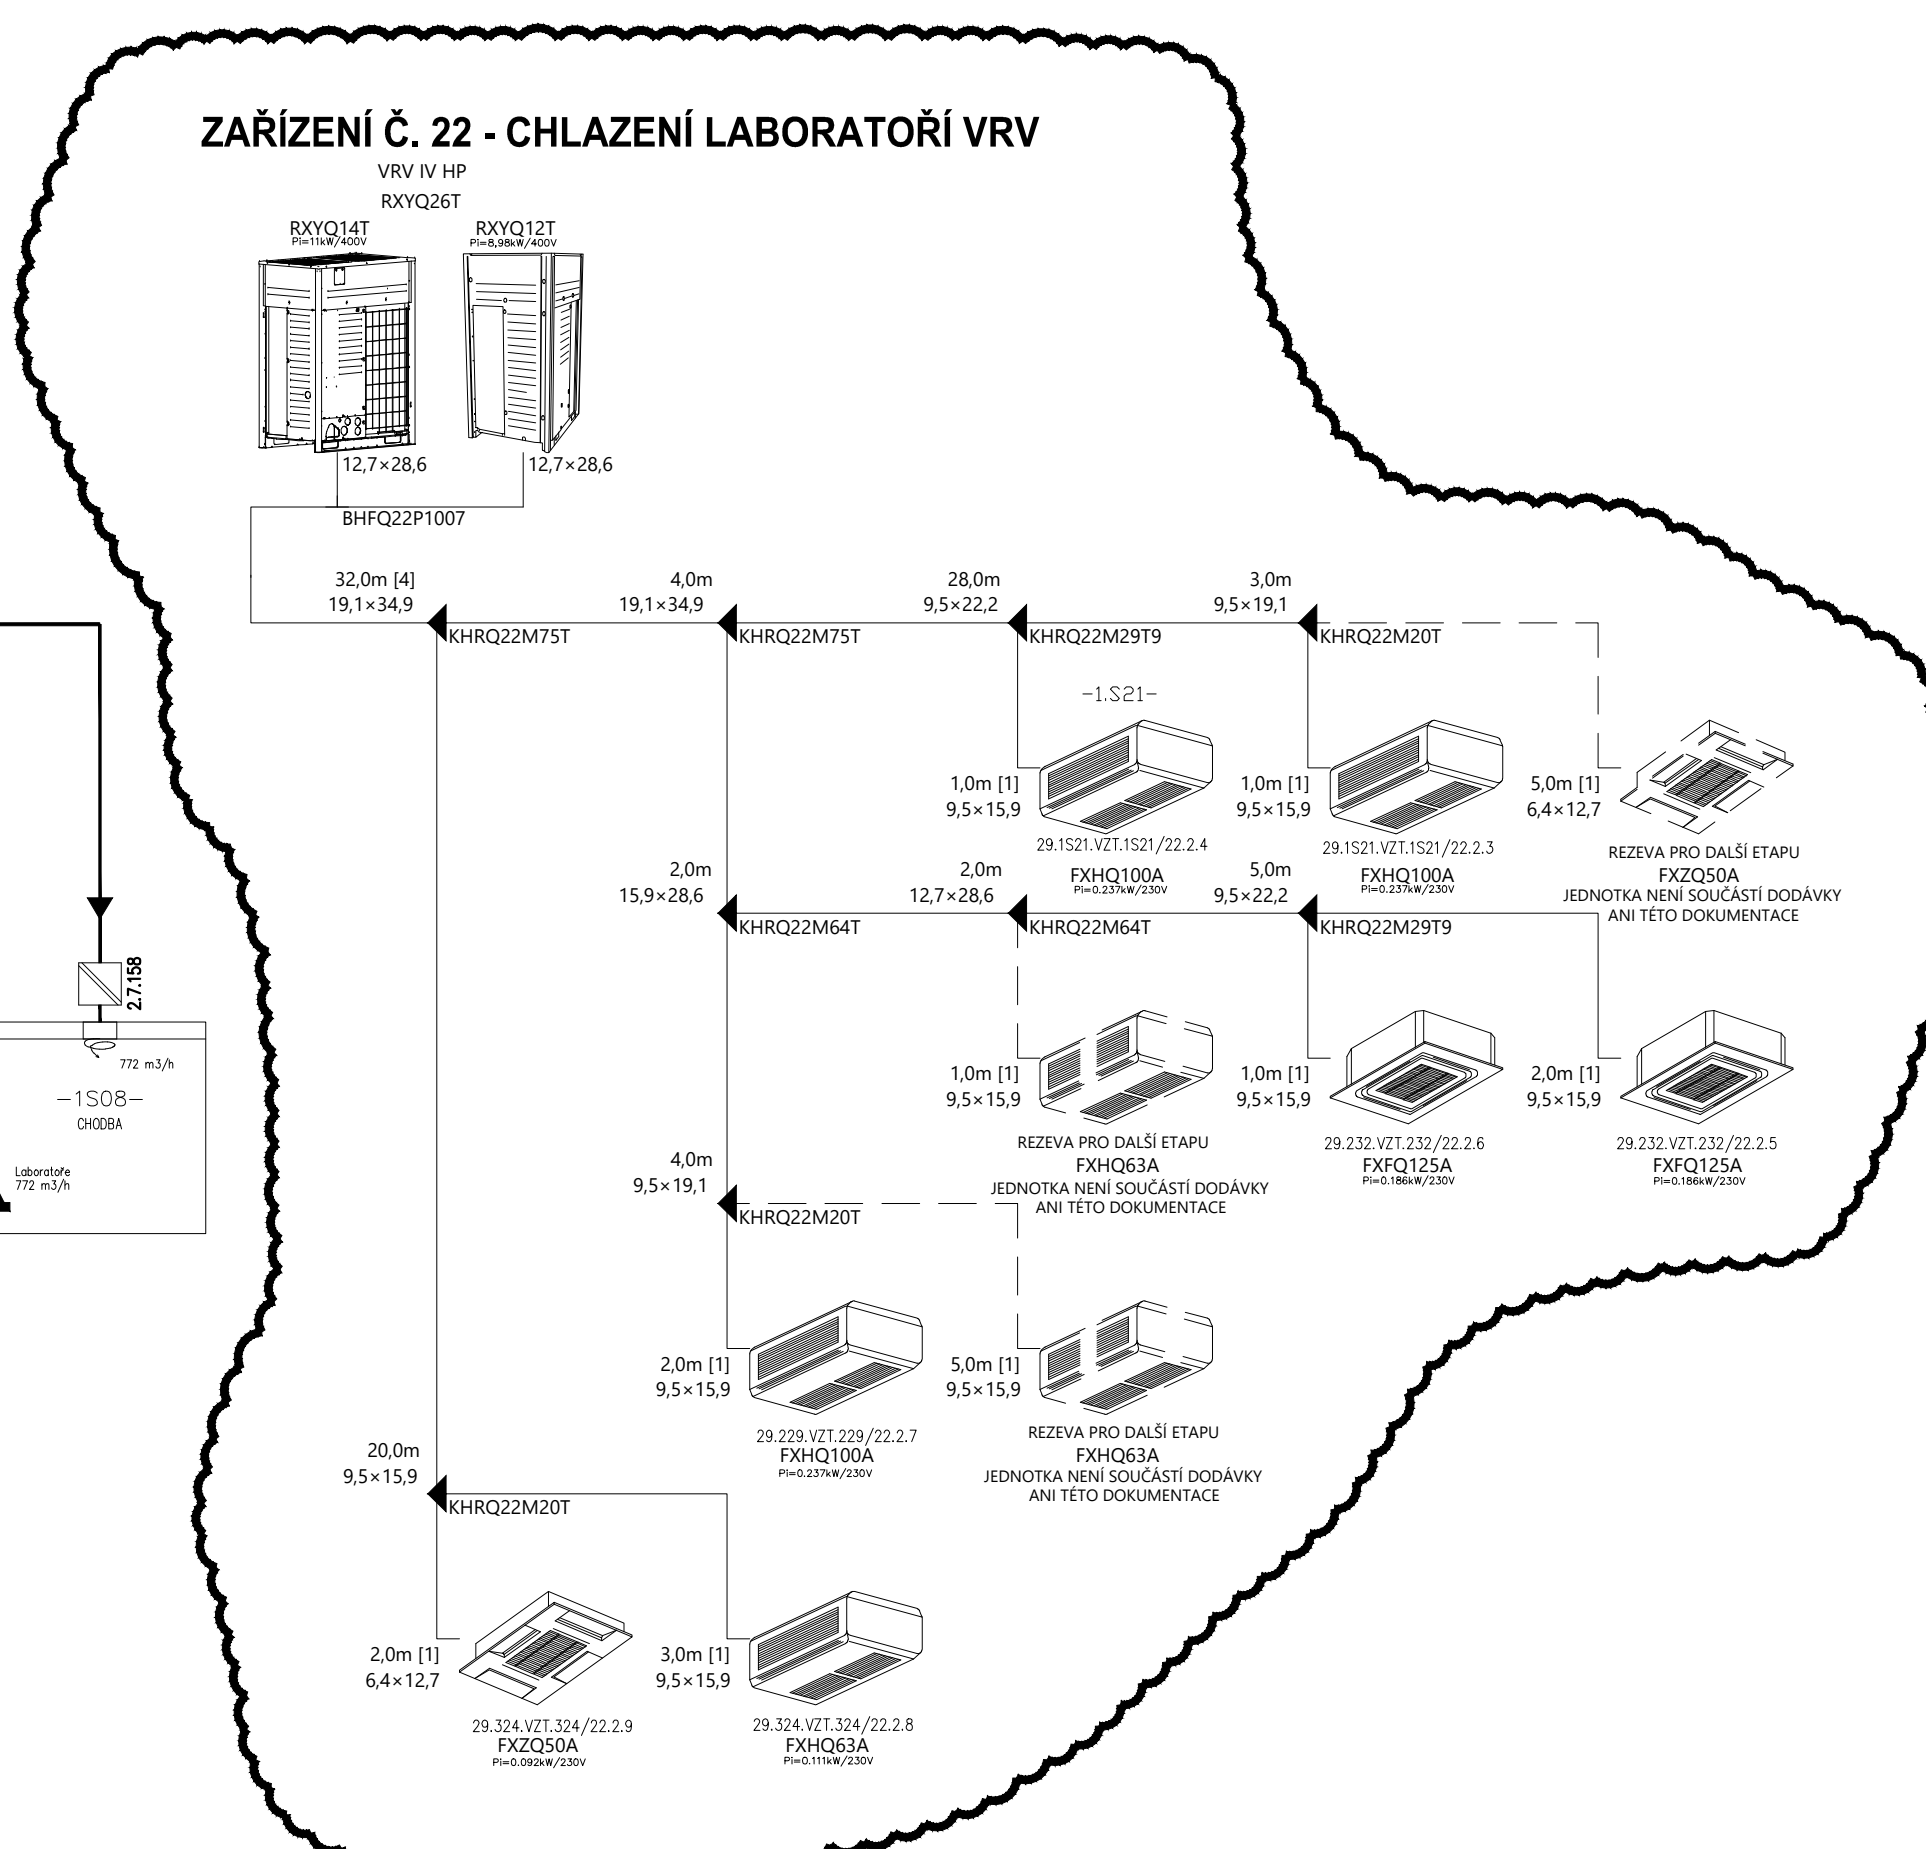 ZAŘÍZENÍ Č. 22 - CHLAZENÍ LABORATOŘÍ VRV
VRV IV HP
RXYQ26T
RXYQ14T
Pi=11kW/400V
RXYQ12T
Pi=8,98kW/400V
12,7×28,6
12,7×28,6
BHFQ22P1007
32,0m [4]
19,1×34,9
KHRQ22M75T
4,0m
19,1×34,9
KHRQ22M75T
28,0m
9,5×22,2
KHRQ22M29T9
3,0m
9,5×19,1
KHRQ22M20T
-1.S21-
1,0m [1]
9,5×15,9
29.1S21.VZT.1S21/22.2.4
FXHQ100A
Pi=0.237kW/230V
1,0m [1]
9,5×15,9
29.1S21.VZT.1S21/22.2.3
FXHQ100A
Pi=0.237kW/230V
5,0m [1]
6,4×12,7
REZEVA PRO DALŠÍ ETAPU
FXZQ50A
JEDNOTKA NENÍ SOUČÁSTÍ DODÁVKY
ANI TÉTO DOKUMENTACE
2,0m
15,9×28,6
KHRQ22M64T
2,0m
12,7×28,6
KHRQ22M64T
5,0m
9,5×22,2
KHRQ22M29T9
1,0m [1]
9,5×15,9
REZEVA PRO DALŠÍ ETAPU
FXHQ63A
JEDNOTKA NENÍ SOUČÁSTÍ DODÁVKY
ANI TÉTO DOKUMENTACE
1,0m [1]
9,5×15,9
29.232.VZT.232/22.2.6
FXFQ125A
Pi=0.186kW/230V
2,0m [1]
9,5×15,9
29.232.VZT.232/22.2.5
FXFQ125A
Pi=0.186kW/230V
4,0m
9,5×19,1
KHRQ22M20T
2,0m [1]
9,5×15,9
29.229.VZT.229/22.2.7
FXHQ100A
Pi=0.237kW/230V
5,0m [1]
9,5×15,9
REZEVA PRO DALŠÍ ETAPU
FXHQ63A
JEDNOTKA NENÍ SOUČÁSTÍ DODÁVKY
ANI TÉTO DOKUMENTACE
20,0m
9,5×15,9
KHRQ22M20T
2,0m [1]
6,4×12,7
29.324.VZT.324/22.2.9
FXZQ50A
Pi=0.092kW/230V
3,0m [1]
9,5×15,9
29.324.VZT.324/22.2.8
FXHQ63A
Pi=0.111kW/230V
2.7.158
772 m3/h
-1S08-
CHODBA
Laboratoře
772 m3/h